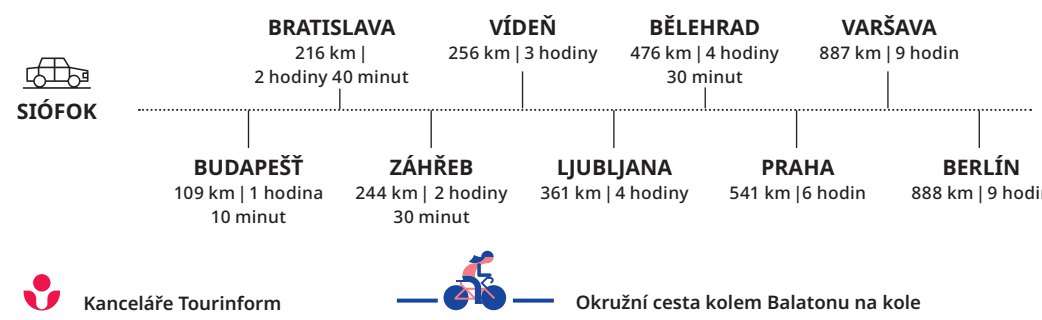 BRATISLAVA
216 km |
2 hodiny 40 minut
VÍDEŇ
256 km | 3 hodiny
BĚLEHRAD
476 km | 4 hodiny
30 minut
VARŠAVA
887 km | 9 hodin
SIÓFOK
BUDAPEŠŤ
109 km | 1 hodina
10 minut
ZÁHŘEB
244 km | 2 hodiny
30 minut
LJUBLJANA
361 km | 4 hodiny
PRAHA
541 km |6 hodin
BERLÍN
888 km | 9
Kanceláře Tourinform
Okružní cesta kolem Balatonu na kole